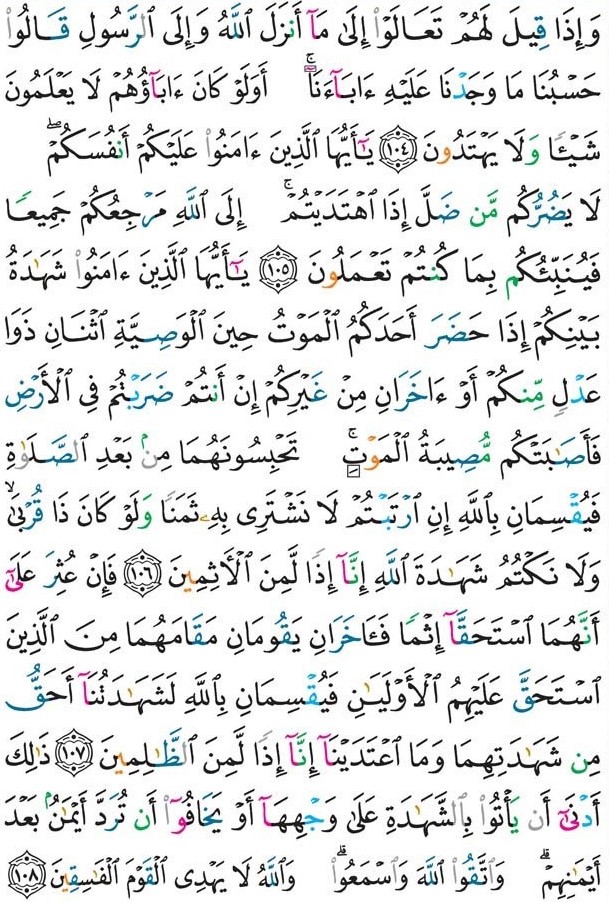 وَإِذَا قِيلَ لَهُمْ تَعَالَوْا۟ إِلَىٰ مَآ أَنزَلَ ٱللَّهُ وَإِلَى ٱلرَّسُولِ قَالُوا۟
حَسْبُنَا مَا وَجَدْنَا عَلَيْهِ ءَابَآءَنَآ ۚ أَوَلَوْ كَانَ ءَابَآؤُهُمْ لَا يَعْلَمُونَ
شَيْـًٔا وَلَا يَهْتَدُونَ ١٠٤ يَـٰٓأَيُّهَا ٱلَّذِينَ ءَامَنُوا۟ عَلَيْكُمْ أَنفُسَكُمْ ۖ
لَا يَضُرُّكُم مَّن ضَلَّ إِذَا ٱهْتَدَيْتُمْ ۚ إِلَى ٱللَّهِ مَرْجِعُكُمْ جَمِيعًا
فَيُنَبِّئُكُم بِمَا كُنتُمْ تَعْمَلُونَ ١٠٥ يَـٰٓأَيُّهَا ٱلَّذِينَ ءَامَنُوا۟ شَهَـٰدَةُ
بَيْنِكُمْ إِذَا حَضَرَ أَحَدَكُمُ ٱلْمَوْتُ حِينَ ٱلْوَصِيَّةِ ٱثْنَانِ ذَوَا
عَدْلٍ مِّنكُمْ أَوْ ءَاخَرَانِ مِنْ غَيْرِكُمْ إِنْ أَنتُمْ ضَرَبْتُمْ فِى ٱلْأَرْضِ
فَأَصَـٰبَتْكُم مُّصِيبَةُ ٱلْمَوْتِ ۚ تَحْبِسُونَهُمَا مِنۢ بَعْدِ ٱلصَّلَوٰةِ
فَيُقْسِمَانِ بِٱللَّهِ إِنِ ٱرْتَبْتُمْ لَا نَشْتَرِى بِهِۦ ثَمَنًا وَلَوْ كَانَ ذَا قُرْبَىٰ ۙ
وَلَا نَكْتُمُ شَهَـٰدَةَ ٱللَّهِ إِنَّآ إِذًا لَّمِنَ ٱلْـَٔاثِمِينَ ١٠٦ فَإِنْ عُثِرَ عَلَىٰٓ
أَنَّهُمَا ٱسْتَحَقَّآ إِثْمًا فَـَٔاخَرَانِ يَقُومَانِ مَقَامَهُمَا مِنَ ٱلَّذِينَ
ٱسْتَحَقَّ عَلَيْهِمُ ٱلْأَوْلَيَـٰنِ فَيُقْسِمَانِ بِٱللَّهِ لَشَهَـٰدَتُنَآ أَحَقُّ
مِن شَهَـٰدَتِهِمَا وَمَا ٱعْتَدَيْنَآ إِنَّآ إِذًا لَّمِنَ ٱلظَّـٰلِمِينَ ١٠٧ ذَٰلِكَ
أَدْنَىٰٓ أَن يَأْتُوا۟ بِٱلشَّهَـٰدَةِ عَلَىٰ وَجْهِهَآ أَوْ يَخَافُوٓا۟ أَن تُرَدَّ أَيْمَـٰنٌۢ بَعْدَ
أَيْمَـٰنِهِمْ ۗ وَٱتَّقُوا۟ ٱللَّهَ وَٱسْمَعُوا۟ ۗ وَٱللَّهُ لَا يَهْدِى ٱلْقَوْمَ ٱلْفَـٰسِقِينَ ١٠٨